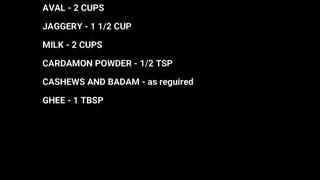 AVAL - 2 CUPS
JAGGERY - 1 1/2 CUP
MILK - 2 CUPS
CARDAMON POWDER - 1/2 TSP
CASHEWS AND BADAM - as reguired
GHEE - 1 TBSP